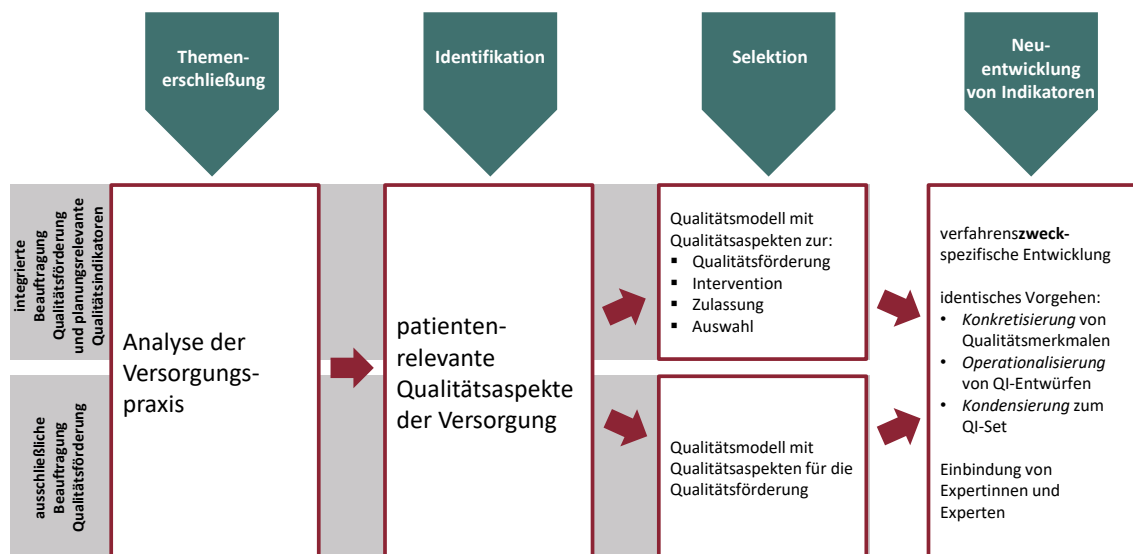 Themen-
erschließung
Identifikation
Selektion
Neu-
entwicklung
von Indikatoren
integrierte
Beauftragung
Qualitätsförderung
und planungsrelevante
Qualitätsindikatoren
ausschließliche
Beauftragung
Qualitätsförderung
Analyse der
Versorgungs-
praxis
patienten-
relevante
Qualitätsaspekte
der Versorgung
Qualitätsmodell mit
Qualitätsaspekten zur:
▪ Qualitätsförderung
▪ Intervention
▪ Zulassung
▪ Auswahl
Qualitätsmodell mit
Qualitätsaspekten für die
Qualitätsförderung
verfahrenszweck-
spezifische Entwicklung
identisches Vorgehen:
• Konkretisierung von
Qualitätsmerkmalen
• Operationalisierung
von QI-Entwürfen
• Kondensierung zum
QI-Set
Einbindung von
Expertinnen und
Experten